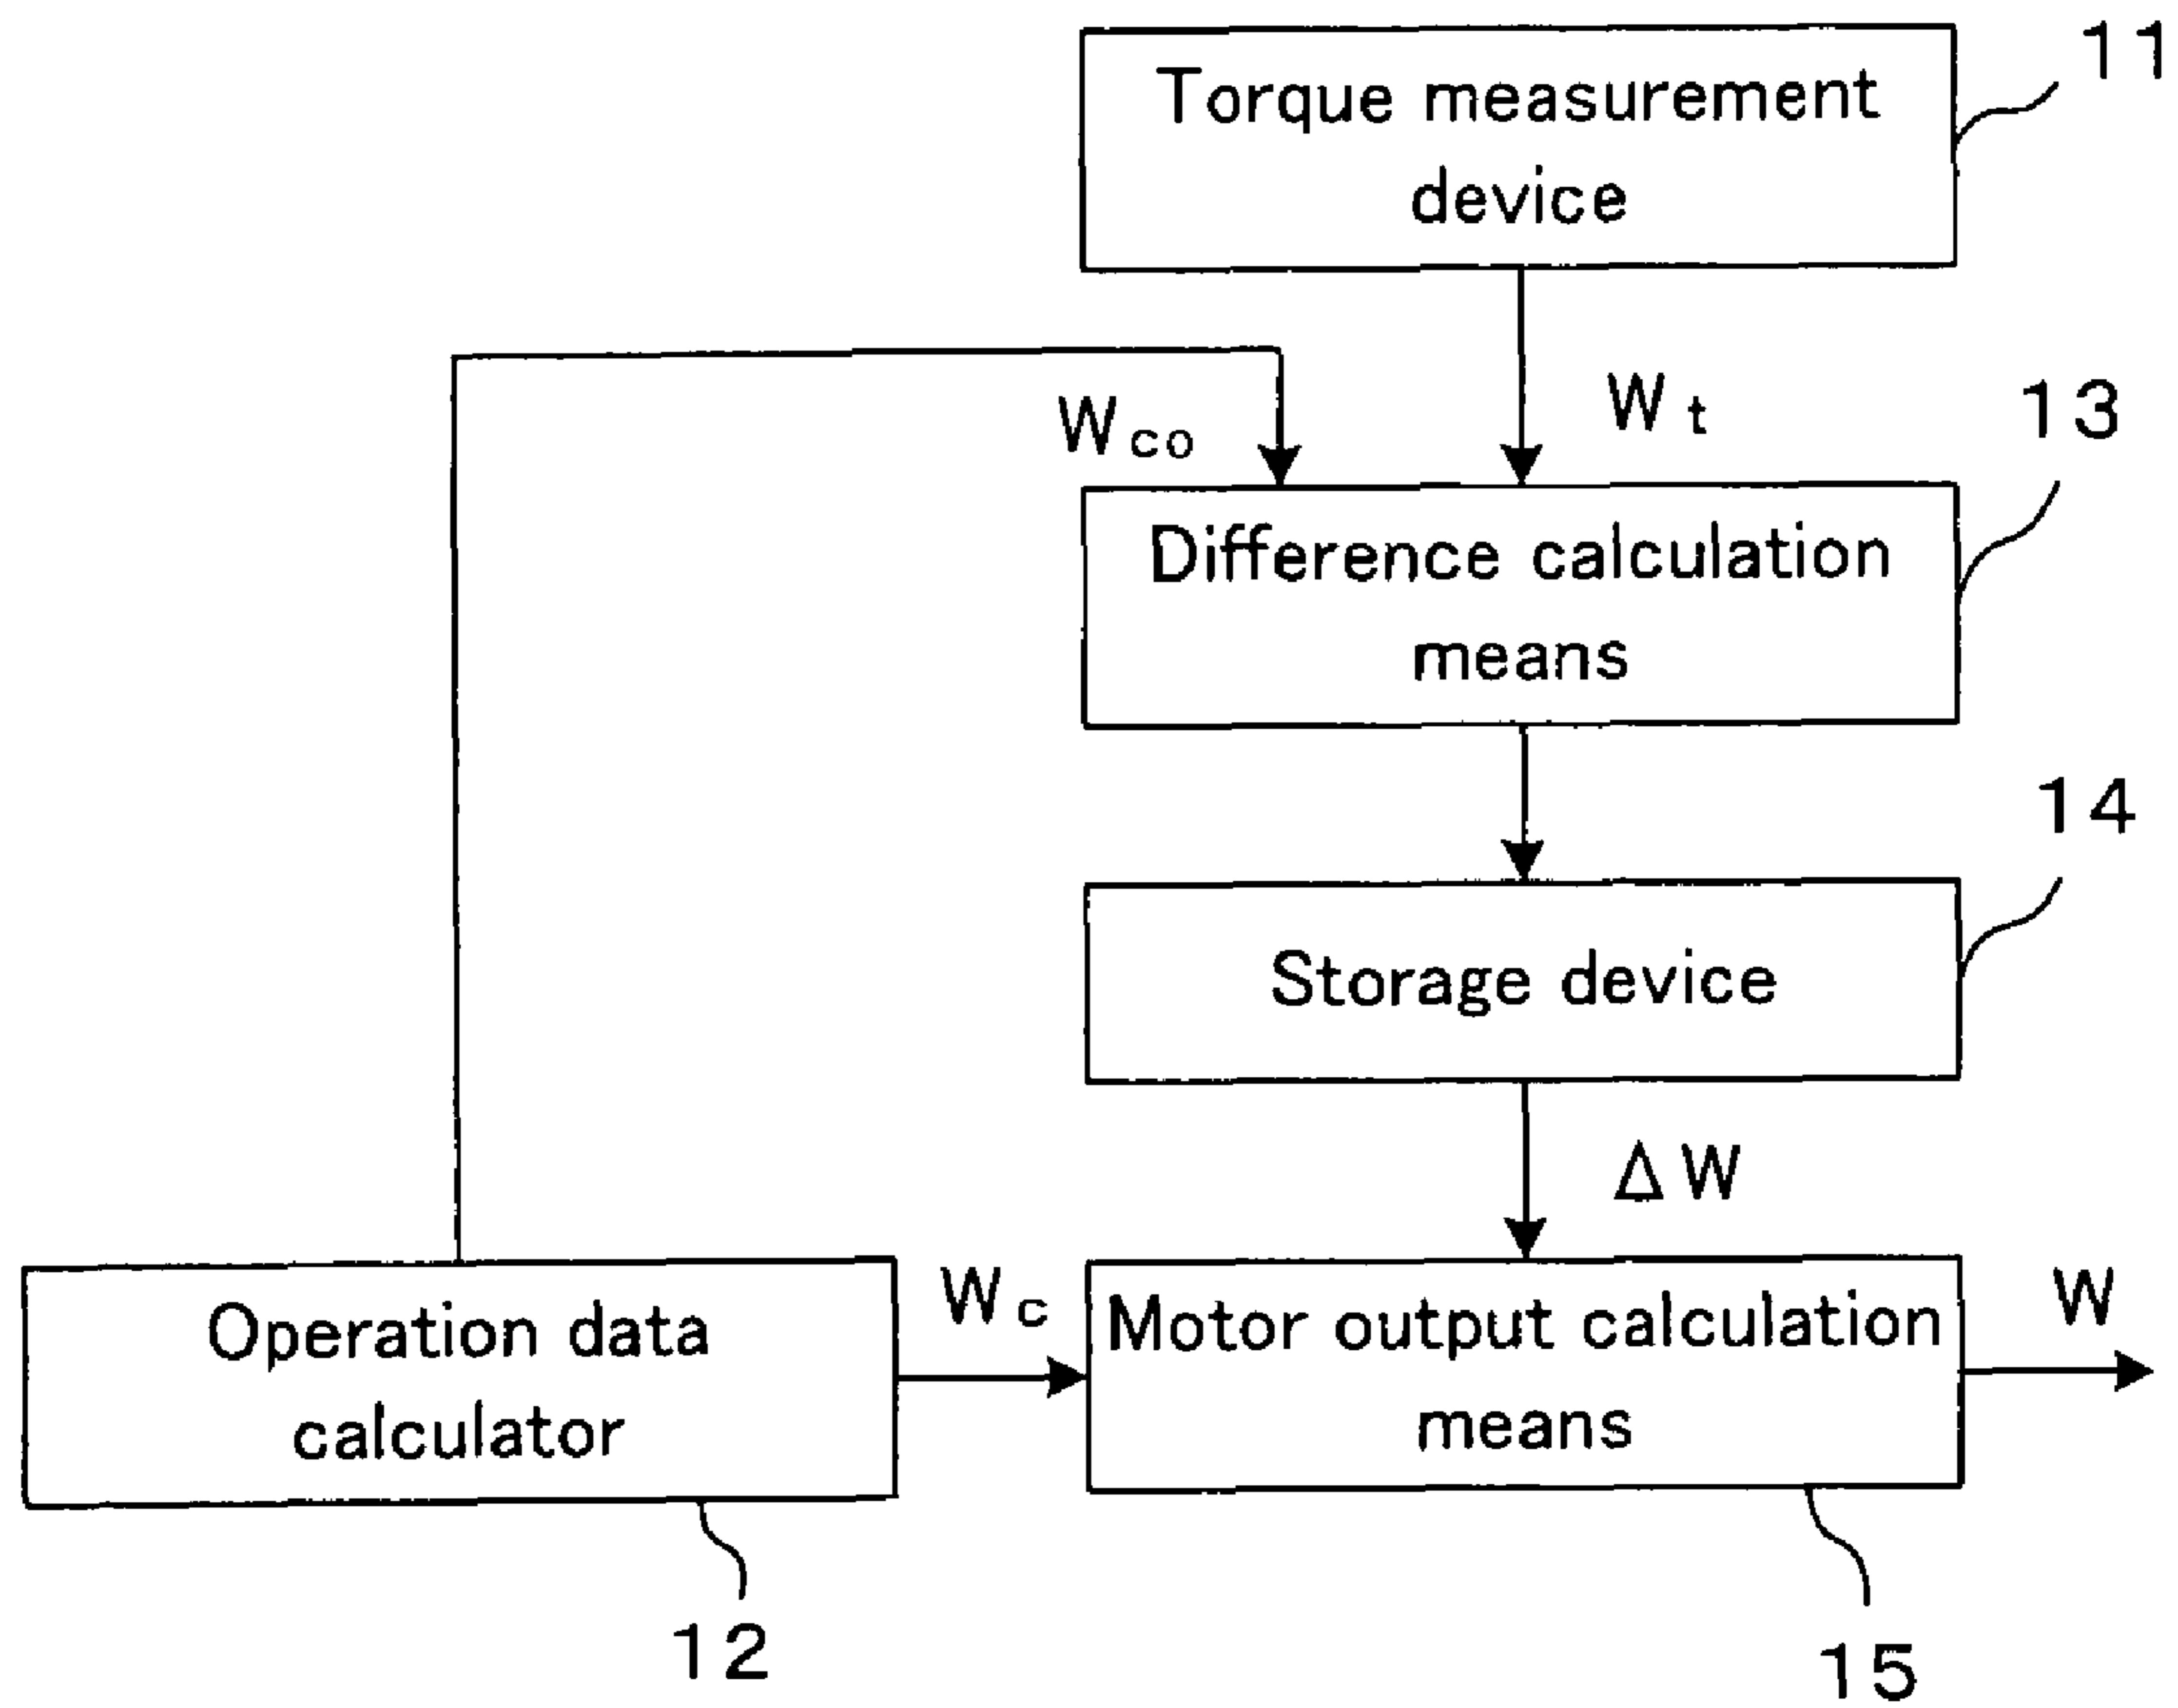 11
Torque measurement
device
Wco
Wt
13
Difference calculation
means
14
Storage device
ΔW
Operation data
calculator
Wc
Motor output calculation
means
W
12
15